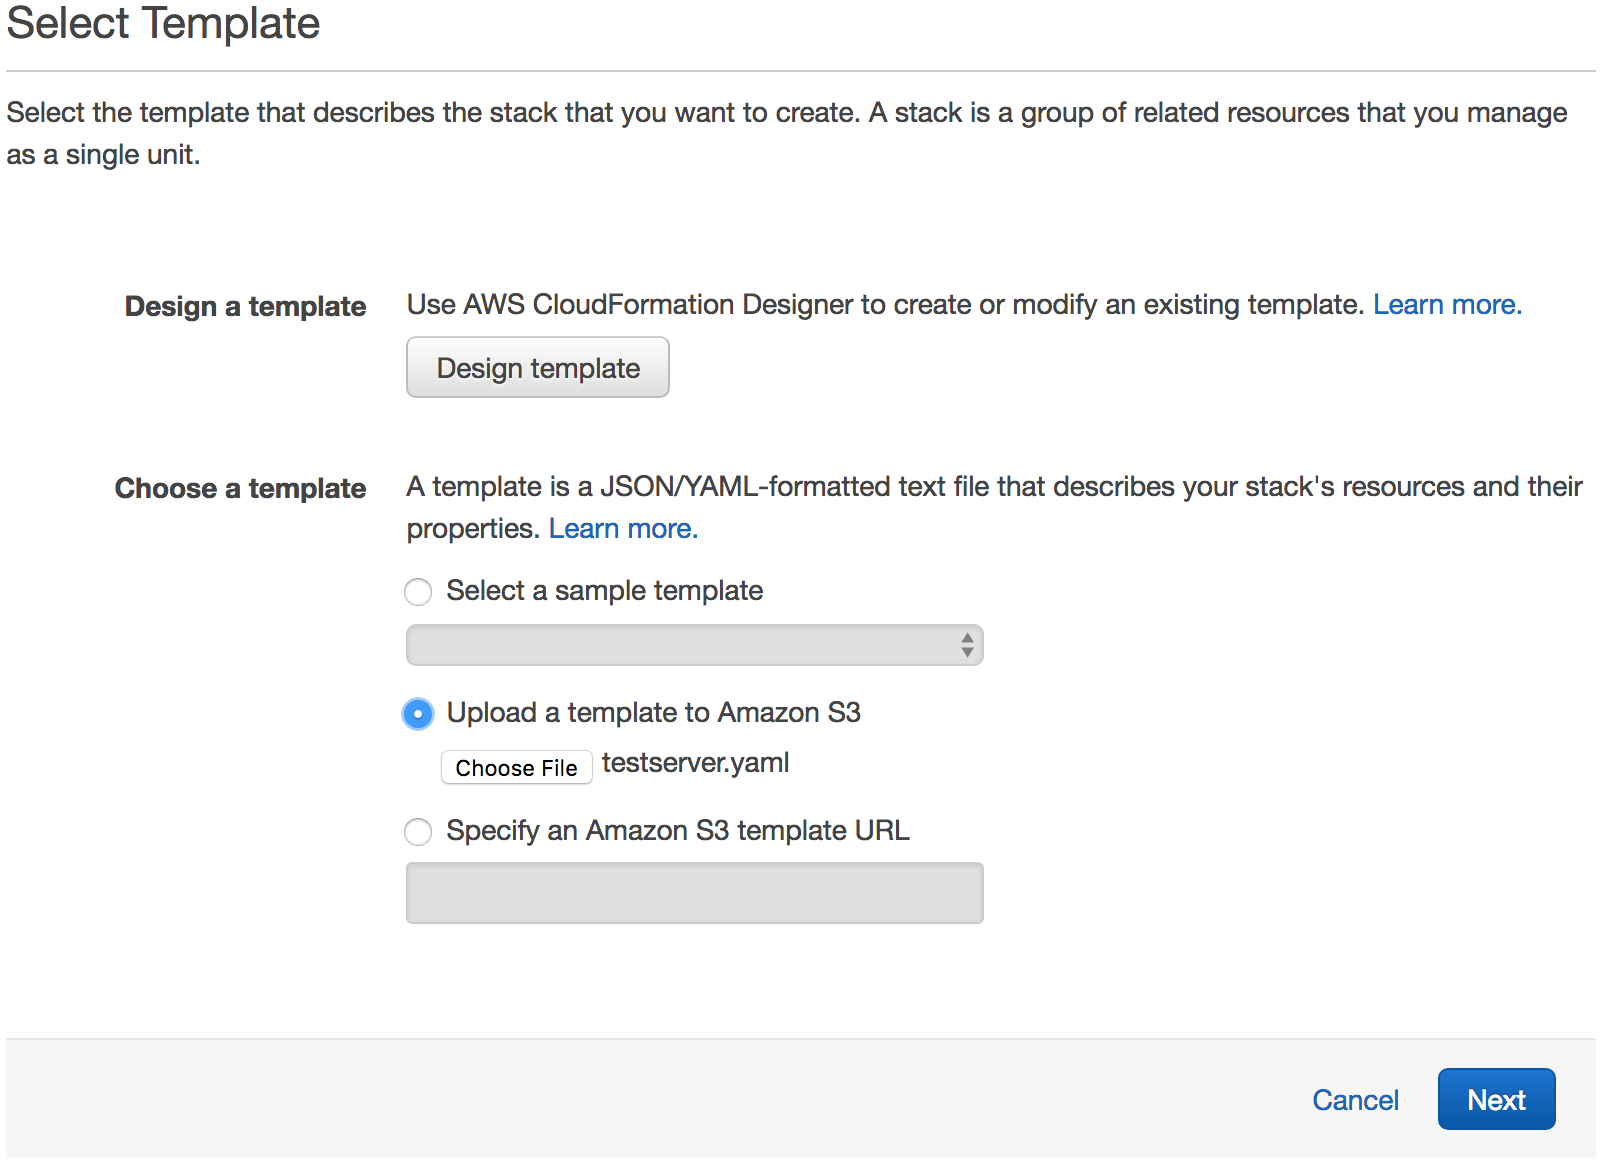 Select Template
Select the template that describes the stack that you want to create. A stack is a group of related resources that you manage
as a single unit.
Design a template
Use AWS CloudFormation Designer to create or modify an existing template. Learn more.
Design template
Choose a template
A template is a JSON/YAML-formatted text file that describes your stack's resources and their
properties. Learn more.
Select a sample template
Upload a template to Amazon S3
Choose File testserver.yaml
Specify an Amazon S3 template URL
Cancel
Next